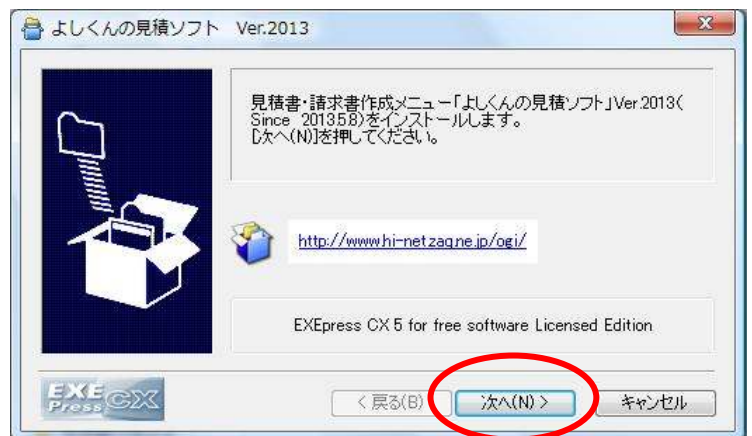 よしくんの見積ソフト Ver.2013
見積書・請求書作成メニュー「よしくんの見積ソフト」Ver.2013(
Since 2013.5.8)をインストールします。
[次へ(N)]を押してください。
http://www.hi-net.zaq.ne.jp/ogi/
EXEpress CX 5 for free software Licensed Edition
EXE
Press CX
< 戻る(B)
次へ(N) >
キャンセル